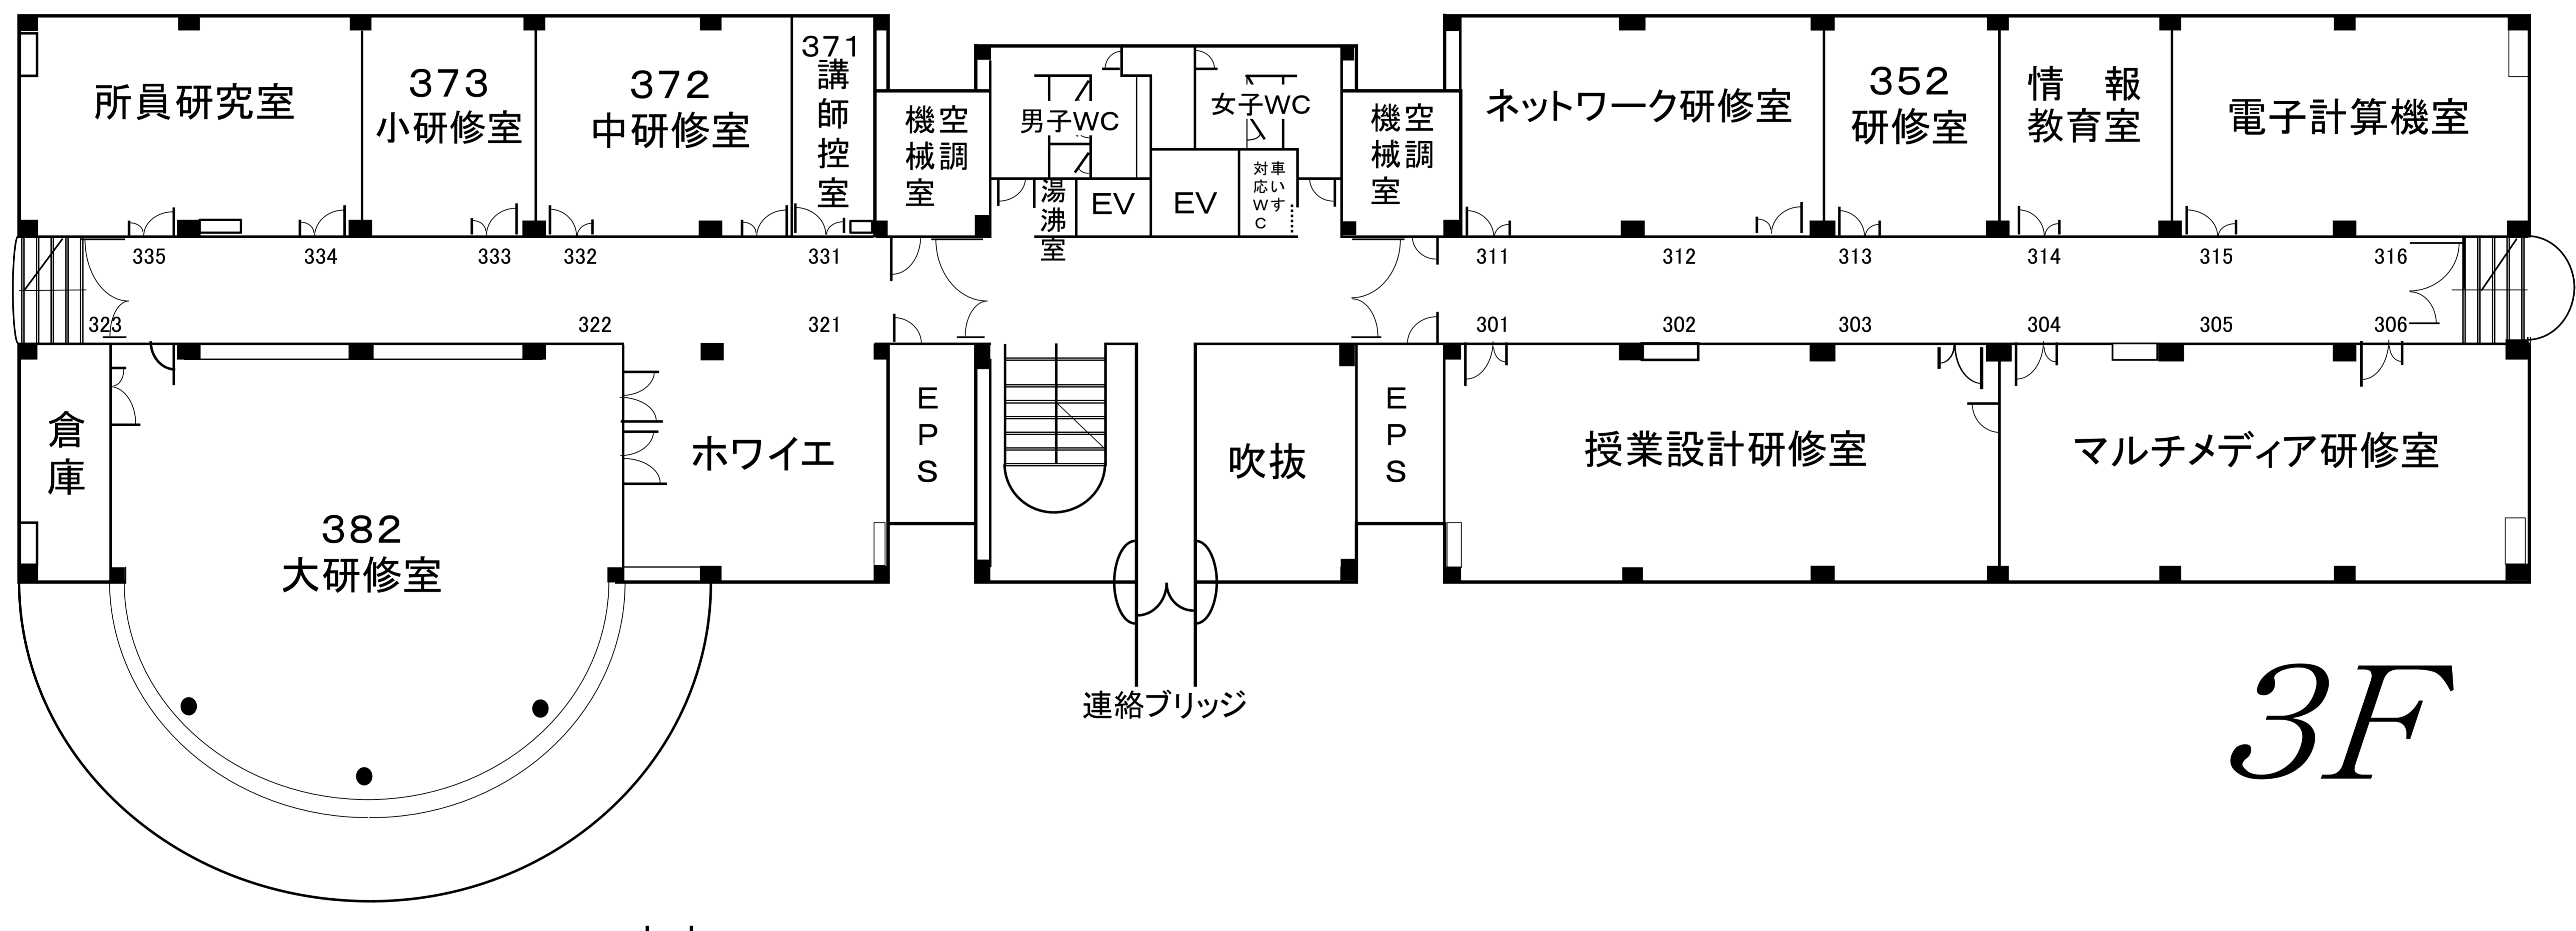 所員研究室
373
小研修室
372
中研修室
371
講師控室
空調
機械室
男子WC
湯沸室
EV
EV
女子WC
車いす
対応WC
空調
機械室
ネットワーク研修室
352
研修室
情 報
教育室
電子計算機室
335
334
333
332
331
311
312
313
314
315
316
323
322
321
301
302
303
304
305
306
倉庫
382
大研修室
ホワイエ
EPS
吹抜
EPS
授業設計研修室
マルチメディア研修室
連絡ブリッジ
3F